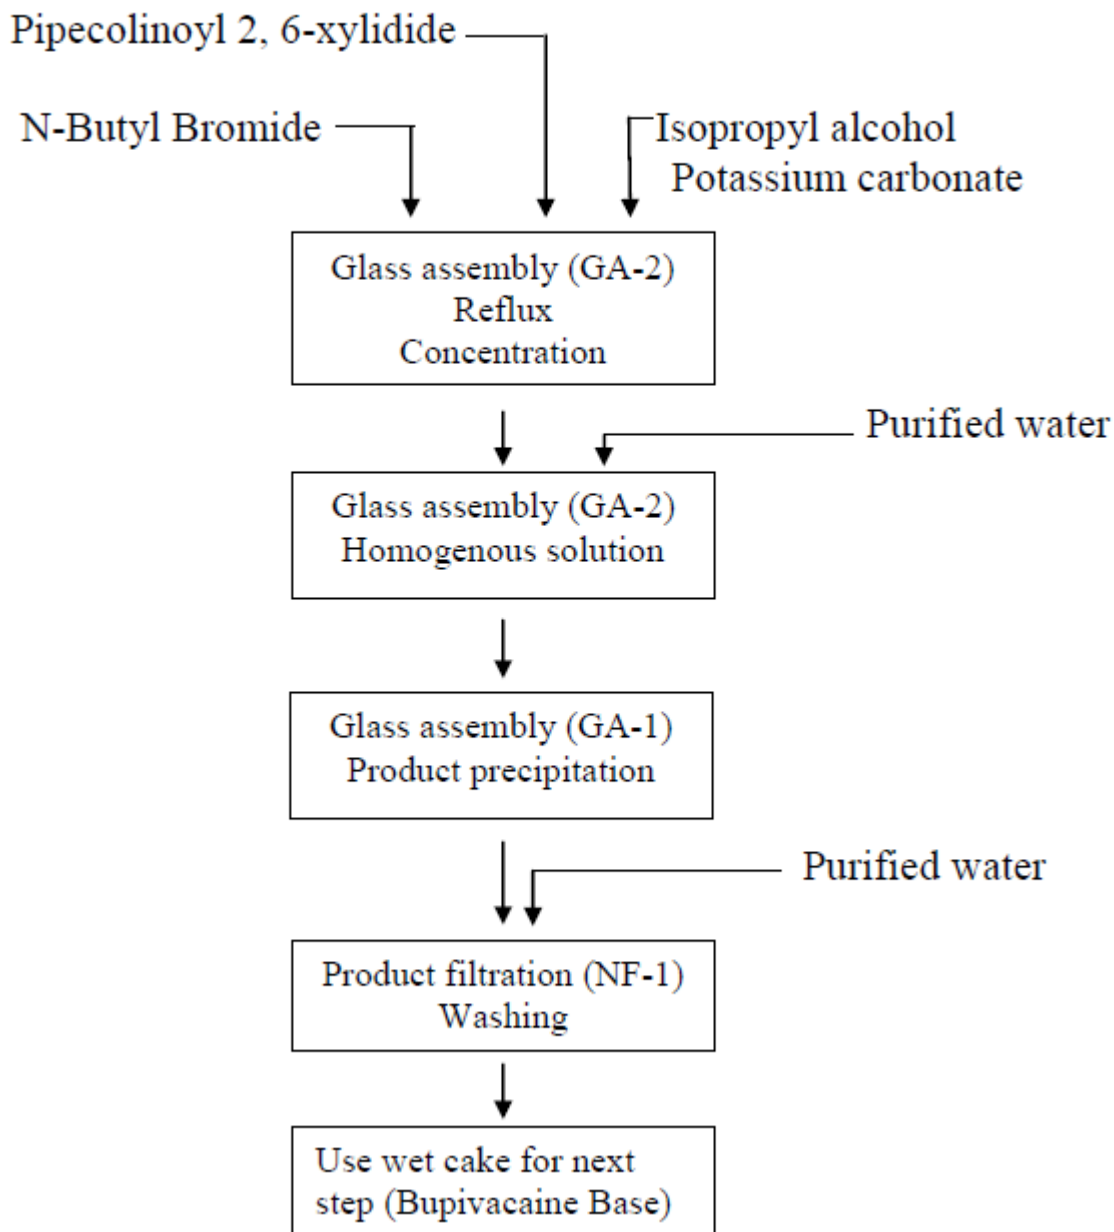 Pipecolinoyl 2, 6-xylidide
N-Butyl Bromide
Isopropyl alcohol
Potassium carbonate
Glass assembly (GA-2)
Reflux
Concentration
Purified water
Glass assembly (GA-2)
Homogenous solution
Glass assembly (GA-1)
Product precipitation
Purified water
Product filtration (NF-1)
Washing
Use wet cake for next
step (Bupivacaine Base)